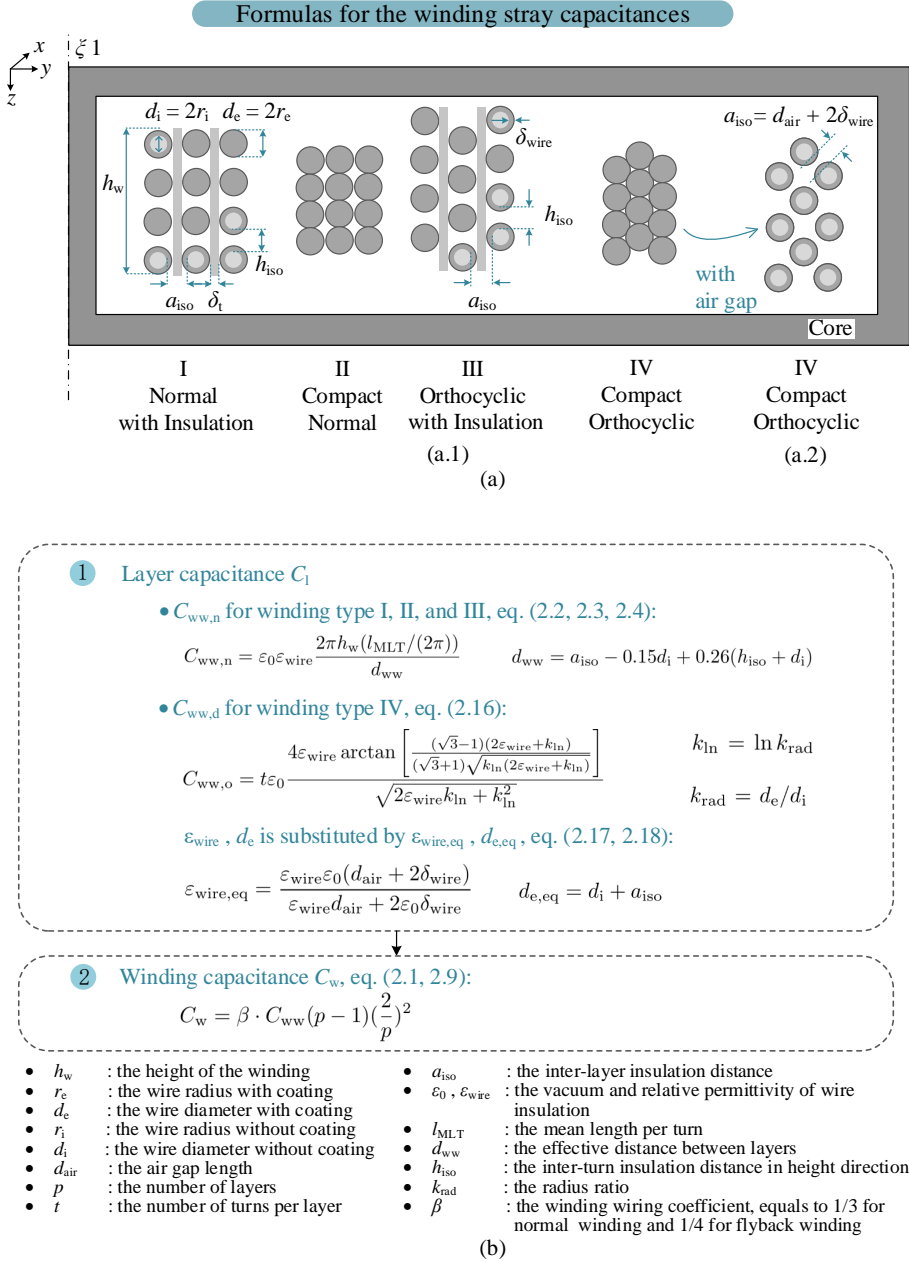 Formulas for the winding stray capacitances
x
y
z
ξ 1
d_i = 2r_i
d_e = 2r_e
h_w
h_iso
a_iso
δ_t
δ_wire
h_iso
a_iso
a_iso = d_air + 2δ_wire
with
air gap
Core
I
Normal
with Insulation
II
Compact
Normal
III
Orthocyclic
with Insulation
IV
Compact
Orthocyclic
IV
Compact
Orthocyclic
(a.1)
(a.2)
(a)
1 Layer capacitance C_l
• C_ww,n for winding type I, II, and III, eq. (2.2, 2.3, 2.4):
C_ww,n = ε_0 ε_wire 2πh_w(l_MLT/(2π)) / d_ww d_ww = a_iso − 0.15d_i + 0.26(h_iso + d_i)
• C_ww,d for winding type IV, eq. (2.16):
C_ww,o = tε_0 4ε_wire arctan [ (√3−1)(2ε_wire+k_ln) / (√3+1)√(k_ln(2ε_wire+k_ln)) ] / √(2ε_wire k_ln + k_ln^2)
k_ln = ln k_rad
k_rad = d_e/d_i
ε_wire , d_e is substituted by ε_wire,eq , d_e,eq , eq. (2.17, 2.18):
ε_wire,eq = ε_wire ε_0(d_air + 2δ_wire) / ε_wire d_air + 2ε_0 δ_wire d_e,eq = d_i + a_iso
2 Winding capacitance C_w, eq. (2.1, 2.9):
C_w = β · C_ww(p − 1)(2/p)^2
• h_w : the height of the winding
• r_e : the wire radius with coating
• d_e : the wire diameter with coating
• r_i : the wire radius without coating
• d_i : the wire diameter without coating
• d_air : the air gap length
• p : the number of layers
• t : the number of turns per layer
• a_iso : the inter-layer insulation distance
• ε_0 , ε_wire : the vacuum and relative permittivity of wire
insulation
• l_MLT : the mean length per turn
• d_ww : the effective distance between layers
• h_iso : the inter-turn insulation distance in height direction
• k_rad : the radius ratio
• β : the winding wiring coefficient, equals to 1/3 for
normal winding and 1/4 for flyback winding
(b)